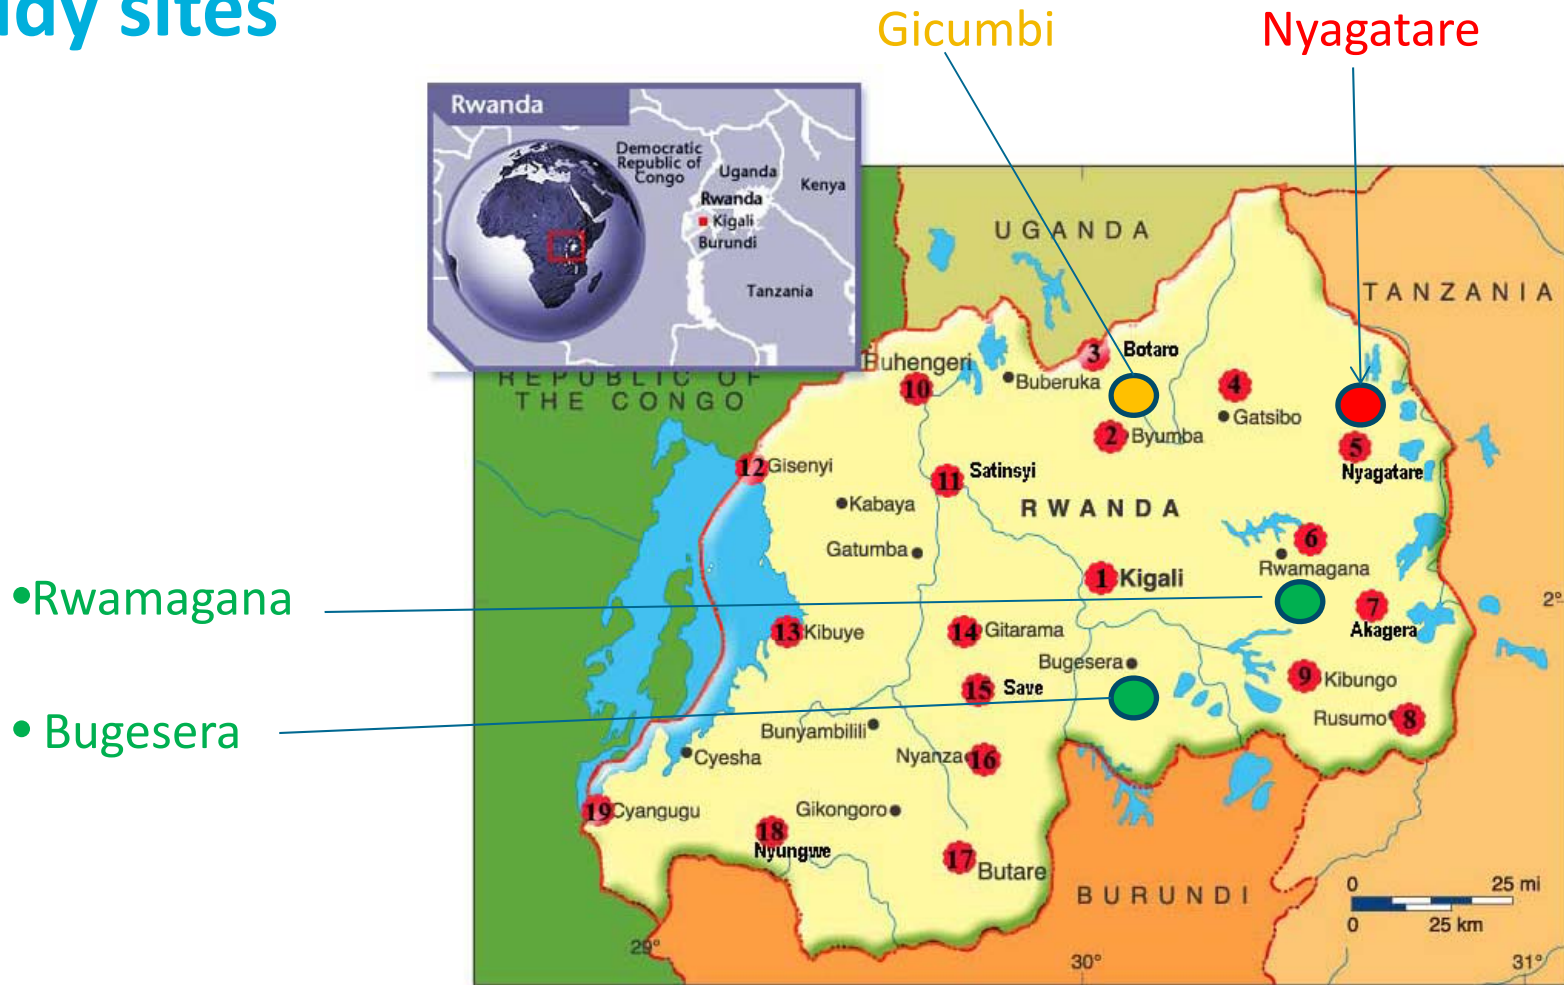 dy sites
Gicumbi
Nyagatare
Rwanda
Democratic
Republic of
Congo
Uganda
Kenya
Rwanda
Kigali
Burundi
Tanzania
UGANDA
TANZANIA
REPUBLIC OF
THE CONGO
Ruhengeri
10
3
Botaro
Buberuka
4
Gatsibo
2
Byumba
5
Nyagatare
12
Gisenyi
11
Satinsyi
Kabaya
RWANDA
Gatumba
6
Rwamagana
1
Kigali
•Rwamagana
7
Akagera
2°
13
Kibuye
14
Gitarama
Bugesera
15
Save
9
Kibungo
Rusumo
8
• Bugesera
Bunyambilili
Cyesha
Nyanza
16
19
Cyangugu
Gikongoro
18
Nyungwe
17
Butare
BURUNDI
0
25 mi
0
25 km
29°
30°
31°